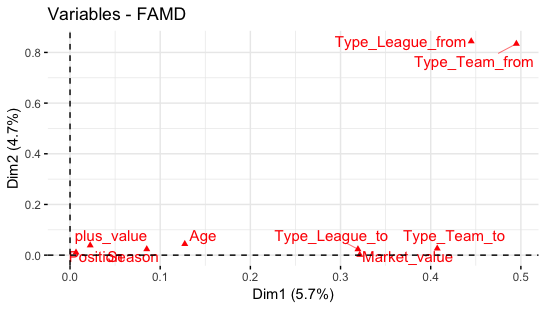 Variables - FAMD
Dim2 (4.7%)
0.8
0.6
0.4
0.2
0.0
Type_League_from
Type_Team_from
plus_value
Age
Type_League_to
Type_Team_to
Position
Season
Market_value
0.0 0.1 0.2 0.3 0.4 0.5
Dim1 (5.7%)